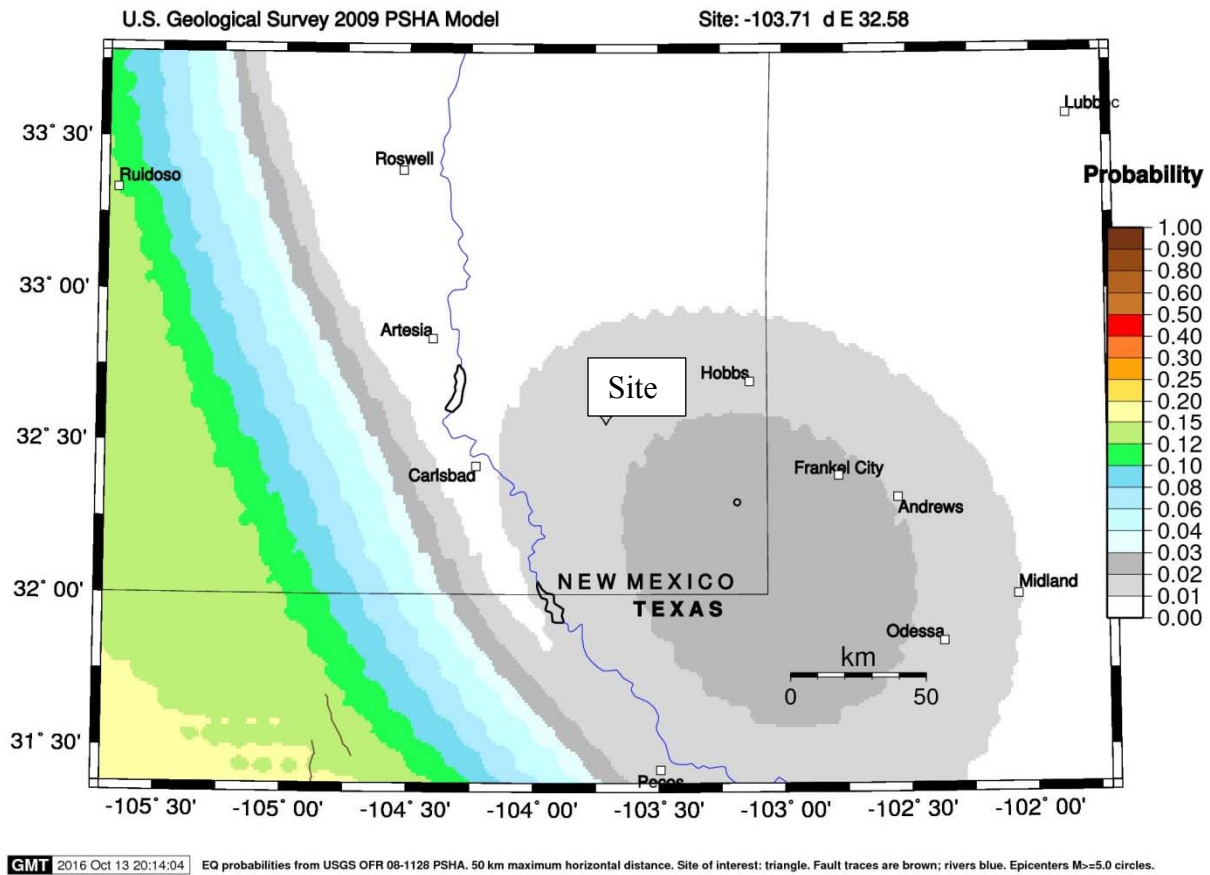 U.S. Geological Survey 2009 PSHA Model
Site: -103.71 d E 32.58
33° 30'
33° 00'
32° 30'
32° 00'
31° 30'
Ruidoso
Roswell
Lubboc
Artesia
Site
Hobbs
Carlsbad
Frankel City
Andrews
NEW MEXICO
TEXAS
Midland
Odessa
km
0 50
Pecos
Probability
1.00
0.90
0.80
0.60
0.50
0.40
0.30
0.25
0.20
0.15
0.12
0.10
0.08
0.06
0.04
0.03
0.02
0.01
0.00
-105 30' -105 00' -104 30' -104 00' -103 30' -103 00' -102 30' -102 00'
GMT 2016 Oct 13 20:14:04 EQ probabilities from USGS OFR 08-1128 PSHA. 50 km maximum horizontal distance. Site of interest: triangle. Fault traces are brown; rivers blue. Epicenters M>=5.0 circles.